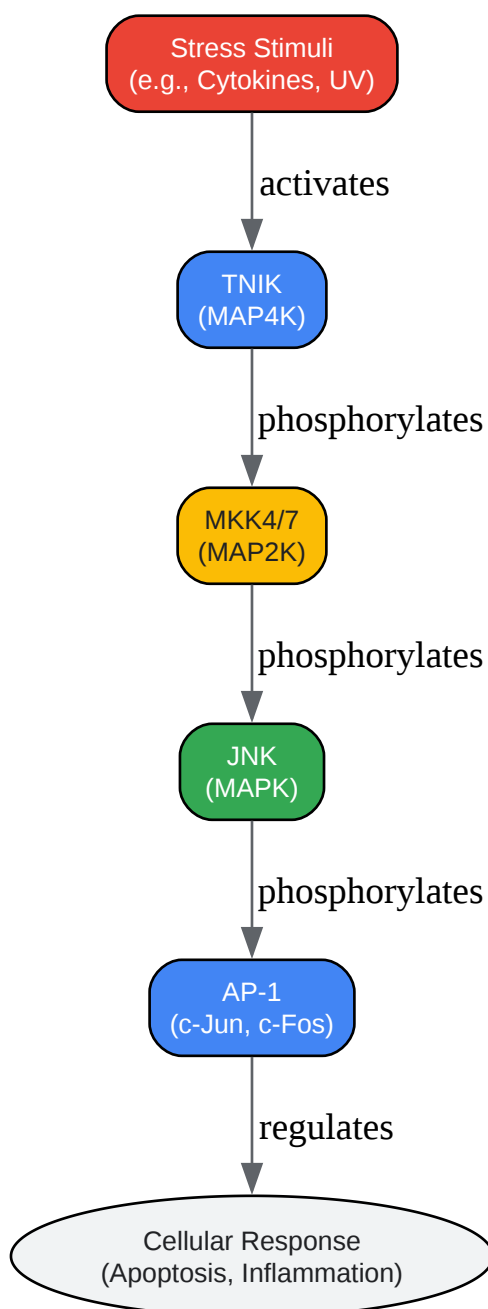 Stress Stimuli
(e.g., Cytokines, UV)
activates
TNIK
(MAP4K)
phosphorylates
MKK4/7
(MAP2K)
phosphorylates
JNK
(MAPK)
phosphorylates
AP-1
(c-Jun, c-Fos)
regulates
Cellular Response
(Apoptosis, Inflammation)